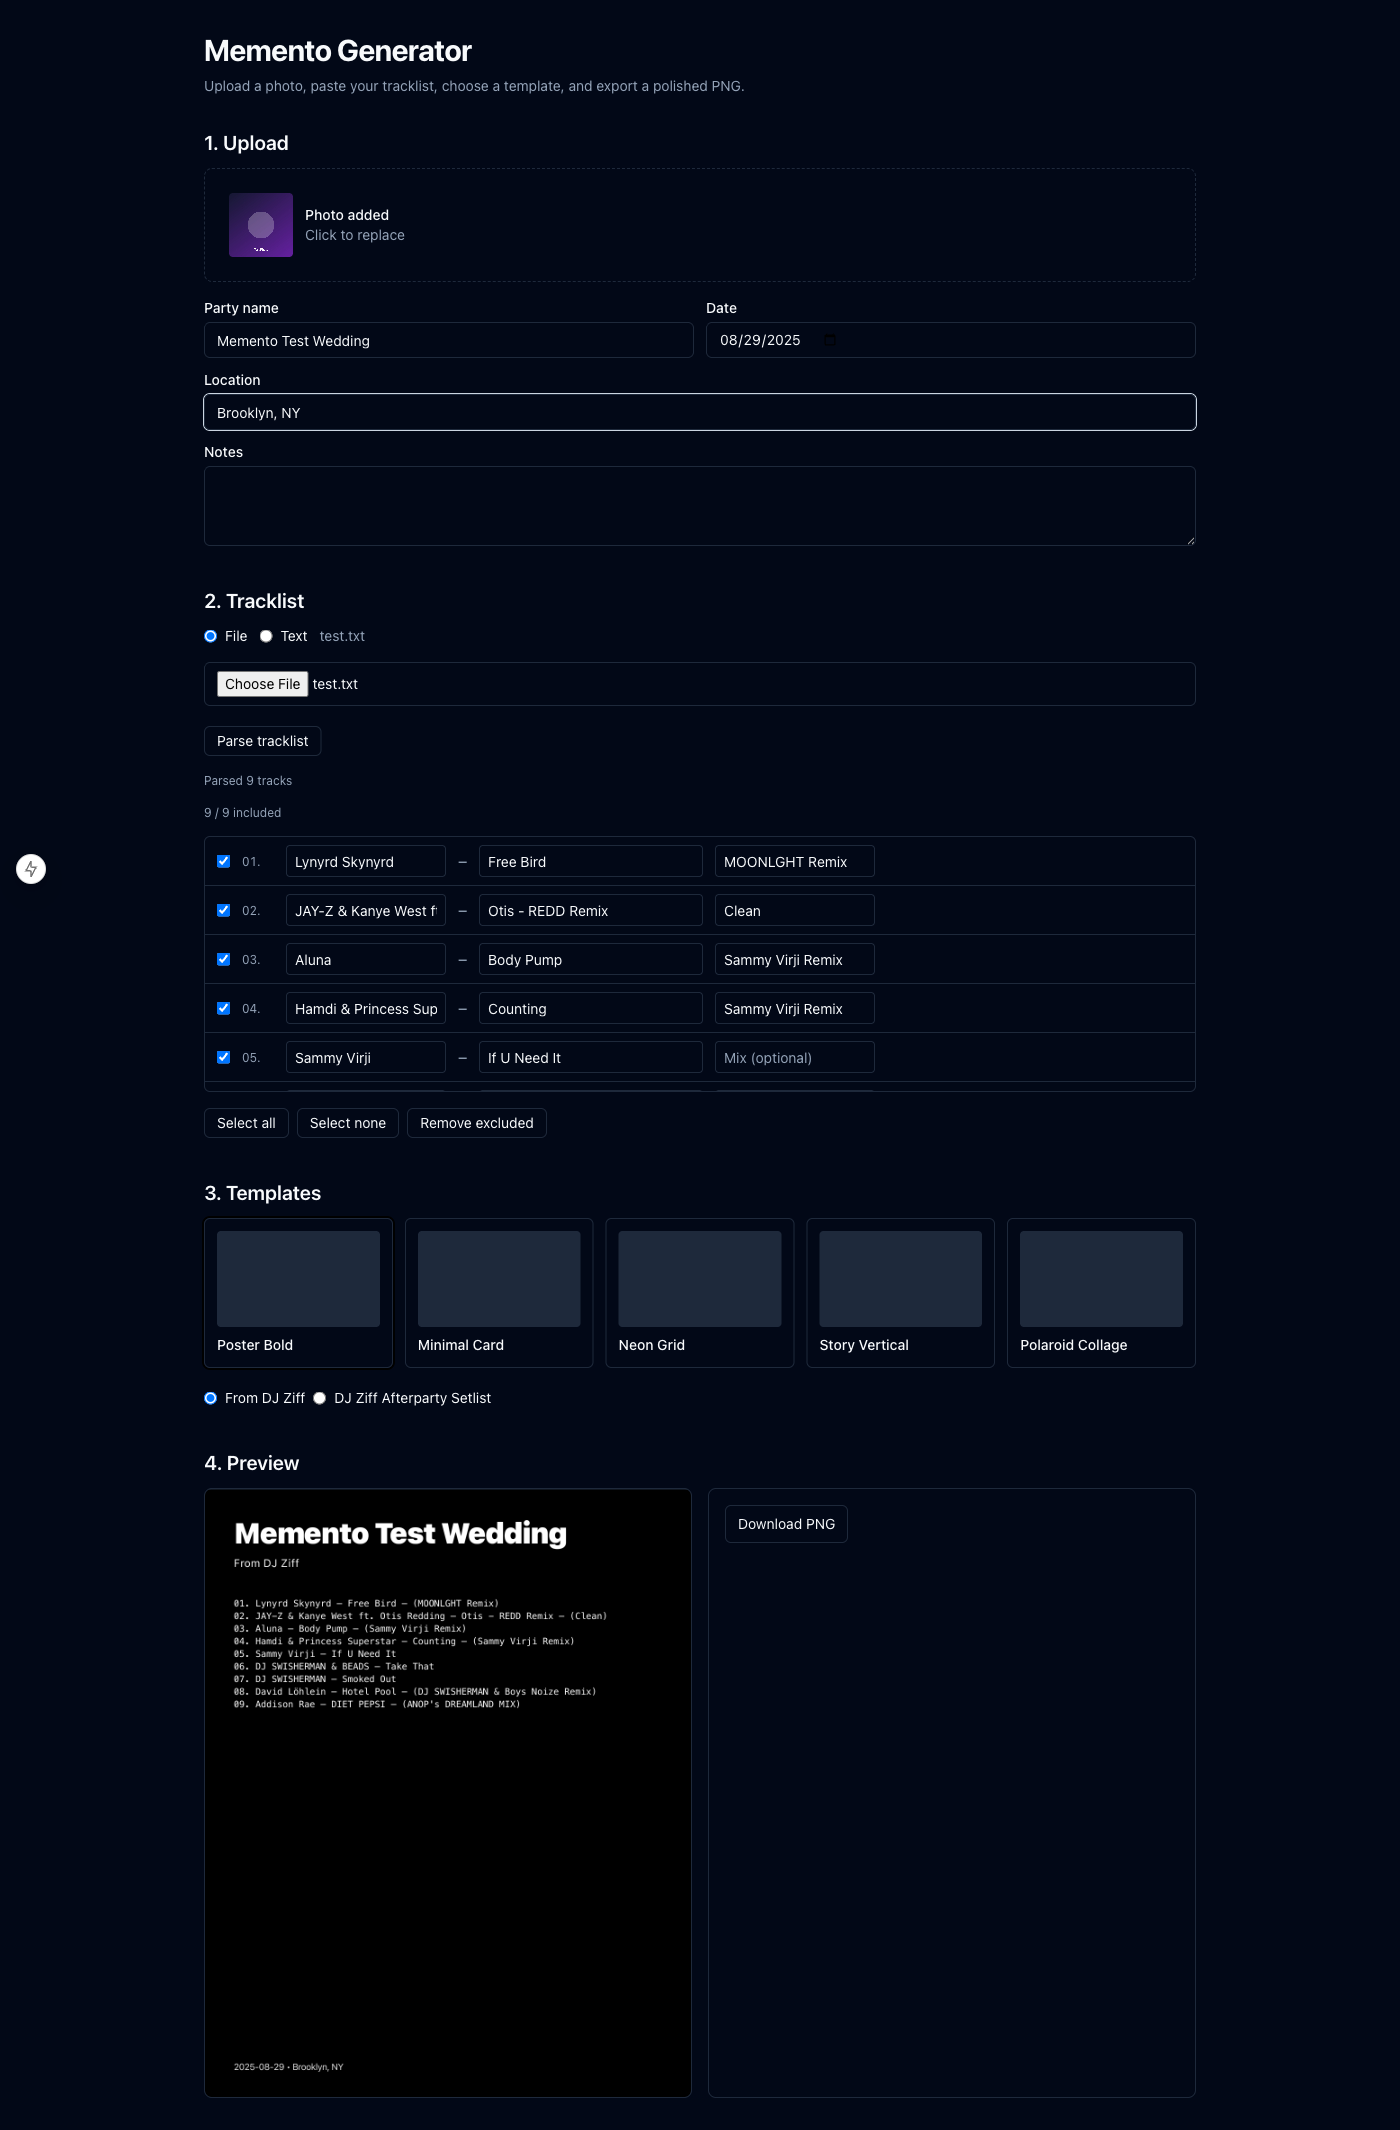 Memento Generator
Upload a photo, paste your tracklist, choose a template, and export a polished PNG.
1. Upload
Photo added
Click to replace
Party name
Date
Memento Test Wedding
08/29/2025
Location
Brooklyn, NY
Notes
2. Tracklist
File Text test.txt
Choose File test.txt
Parse tracklist
Parsed 9 tracks
9 / 9 included
01. Lynyrd Skynyrd – Free Bird MOONLGHT Remix
02. JAY-Z & Kanye West f – Otis - REDD Remix Clean
03. Aluna – Body Pump Sammy Virji Remix
04. Hamdi & Princess Sup – Counting Sammy Virji Remix
05. Sammy Virji – If U Need It Mix (optional)
Select all Select none Remove excluded
3. Templates
Poster Bold
Minimal Card
Neon Grid
Story Vertical
Polaroid Collage
From DJ Ziff DJ Ziff Afterparty Setlist
4. Preview
Memento Test Wedding
From DJ Ziff
01. Lynyrd Skynyrd – Free Bird – (MOONLGHT Remix)
02. JAY-Z & Kanye West ft. Otis Redding – Otis - REDD Remix – (Clean)
03. Aluna – Body Pump – (Sammy Virji Remix)
04. Hamdi & Princess Superstar – Counting – (Sammy Virji Remix)
05. Sammy Virji – If U Need It
06. DJ SWISHERMAN & BEADS – Take That
07. DJ SWISHERMAN – Smoked Out
08. David Löhlein – Hotel Pool – (DJ SWISHERMAN & Boys Noize Remix)
09. Addison Rae – DIET PEPSI – (ANOP's DREAMLAND MIX)
2025-08-29 • Brooklyn, NY
Download PNG